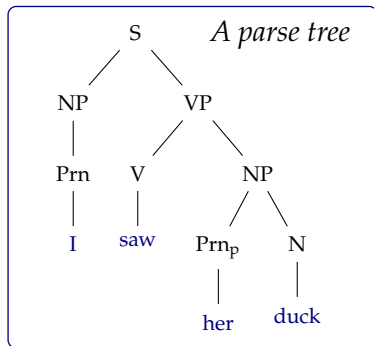 S A parse tree
NP VP
Prn V NP
I saw Prnₚ N
her duck